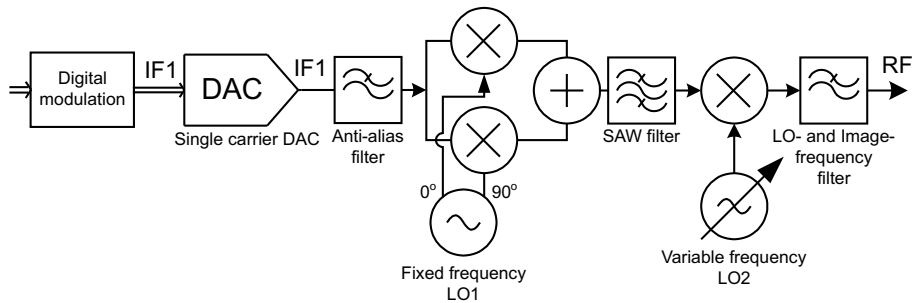 Digital
modulation
IF1
DAC
Single carrier DAC
IF1
Anti-alias
filter
0°
90°
Fixed frequency
LO1
SAW filter
Variable frequency
LO2
LO- and Image-
frequency
filter
RF